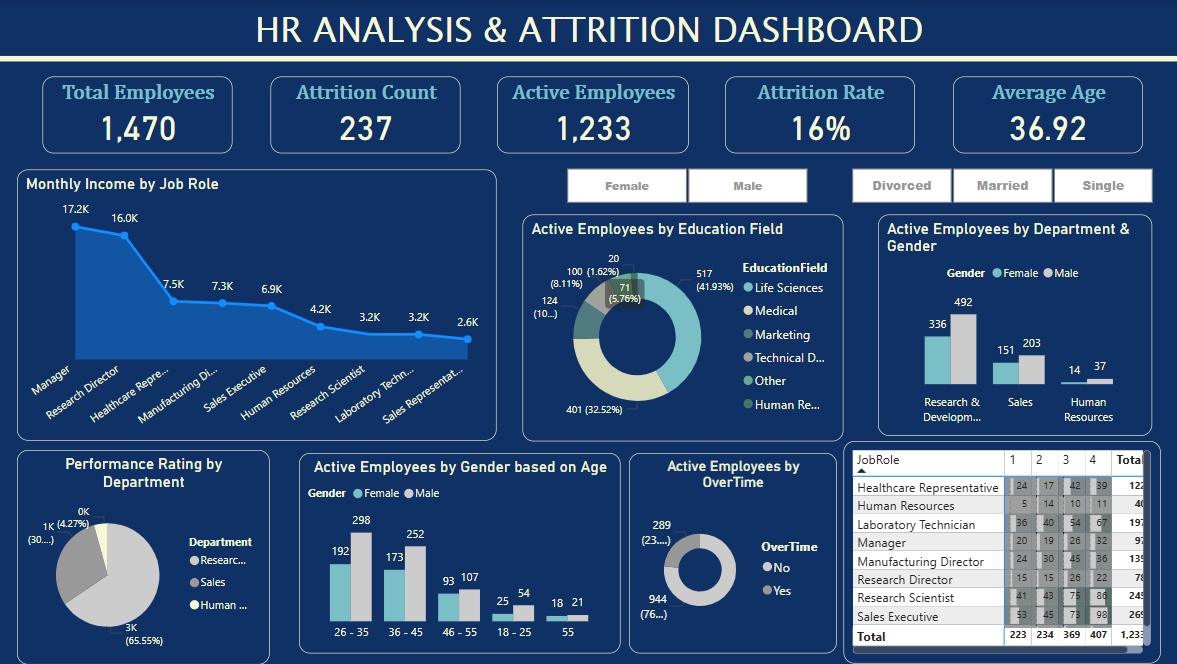 HR ANALYSIS & ATTRITION DASHBOARD
Total Employees
1,470
Attrition Count
237
Active Employees
1,233
Attrition Rate
16%
Average Age
36.92
Monthly Income by Job Role
17.2K
16.0K
7.5K
7.3K
6.9K
4.2K
3.2K
3.2K
2.6K
Manager
Research Director
Healthcare Repre...
Manufacturing Di...
Sales Executive
Human Resources
Research Scientist
Laboratory Techn...
Sales Representat...
Female
Male
Divorced
Married
Single
Active Employees by Education Field
20
(1.62%)
100
(8.11%)
71
(5.76%)
124
(10...)
517
(41.93%)
401 (32.52%)
EducationField
Life Sciences
Medical
Marketing
Technical D...
Other
Human Re...
Active Employees by Department &
Gender
Gender Female Male
336
492
151
203
14
37
Research &
Developm...
Sales
Human
Resources
Performance Rating by
Department
0K
(4.27%)
1K
(30....)
3K
(65.55%)
Department
Researc...
Sales
Human ...
Active Employees by Gender based on Age
Gender Female Male
192
298
173
252
93
107
25
54
18
21
26 - 35
36 - 45
46 - 55
18 - 25
55
Active Employees by
OverTime
289
(23....)
944
(76...)
OverTime
No
Yes
JobRole 1 2 3 4 Total
Healthcare Representative 24 17 42 39 122
Human Resources 5 14 10 11 40
Laboratory Technician 36 40 54 67 197
Manager 20 19 26 32 97
Manufacturing Director 24 30 45 36 135
Research Director 15 15 26 22 78
Research Scientist 41 43 75 86 245
Sales Executive 53 45 73 98 269
Total 223 234 369 407 1,23